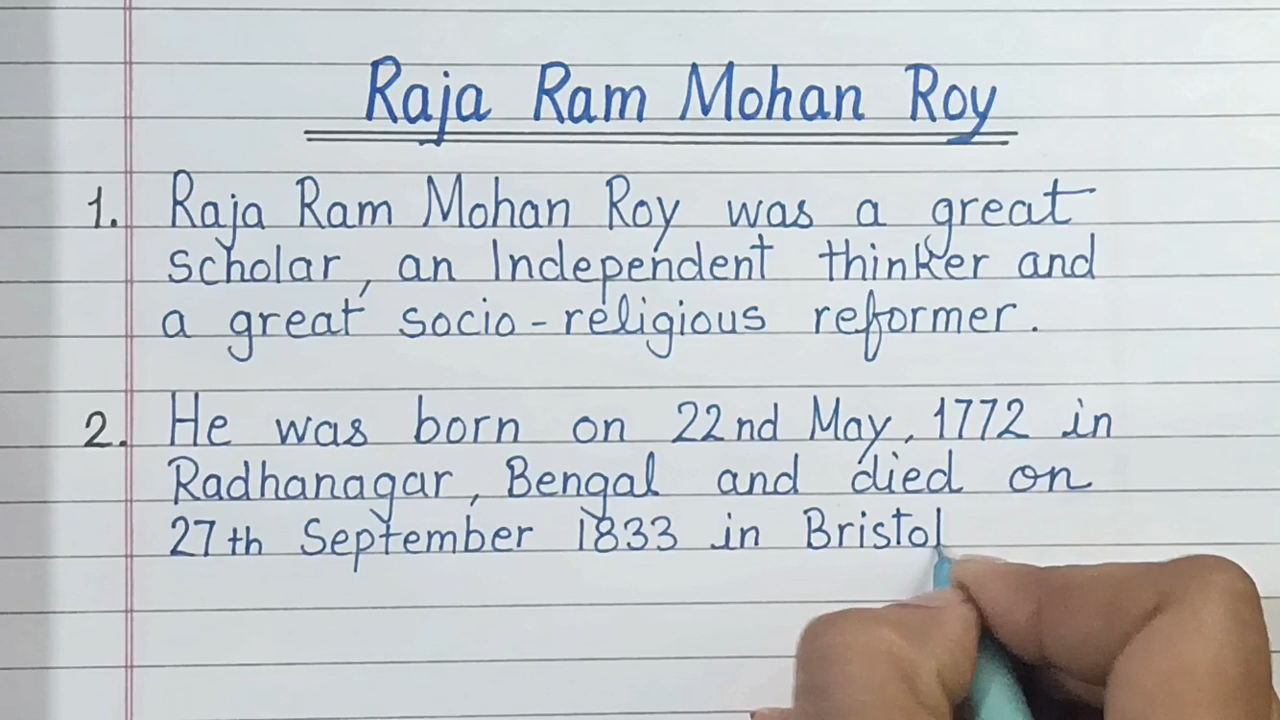 Raja Ram Mohan Roy
1. Raja Ram Mohan Roy was a great
scholar, an Independent thinker and
a great socio-religious reformer.
2. He was born on 22nd May, 1772 in
Radhanagar, Bengal and died on
27th September 1833 in Bristol